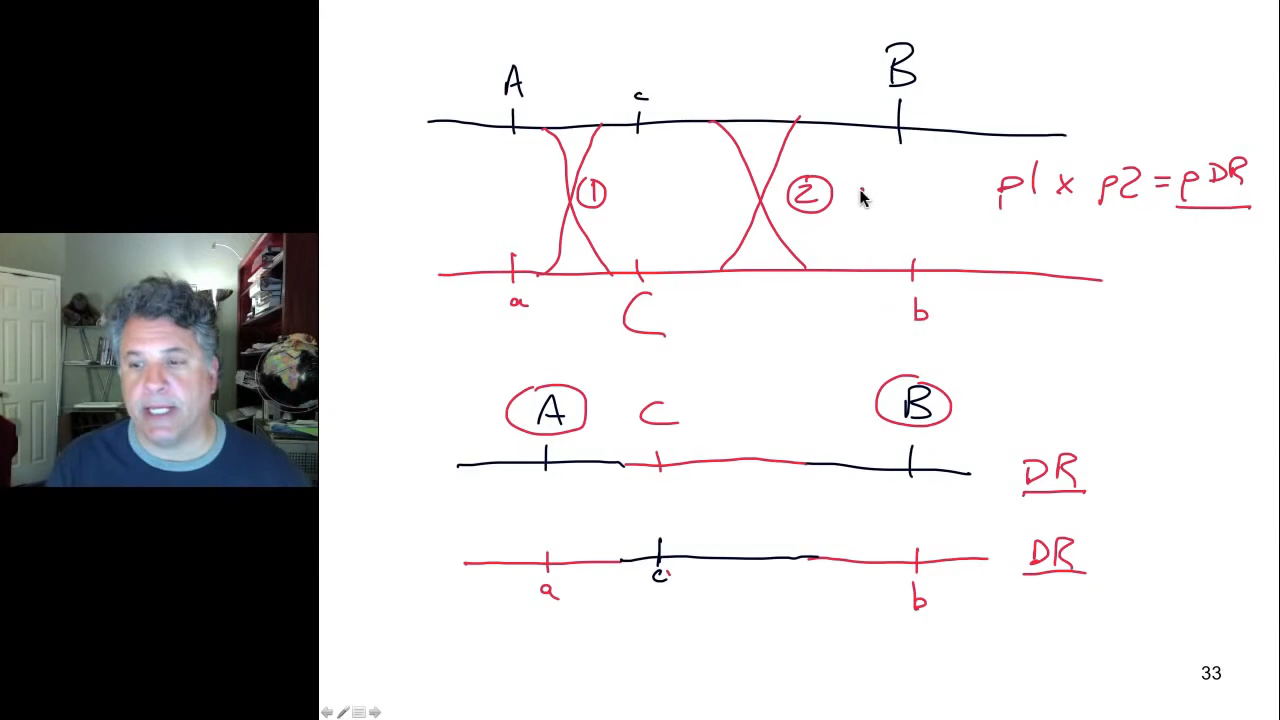 A c B
① ② p1 x p2 = pDR
a C b
A C B
DR
c DR
a b
33